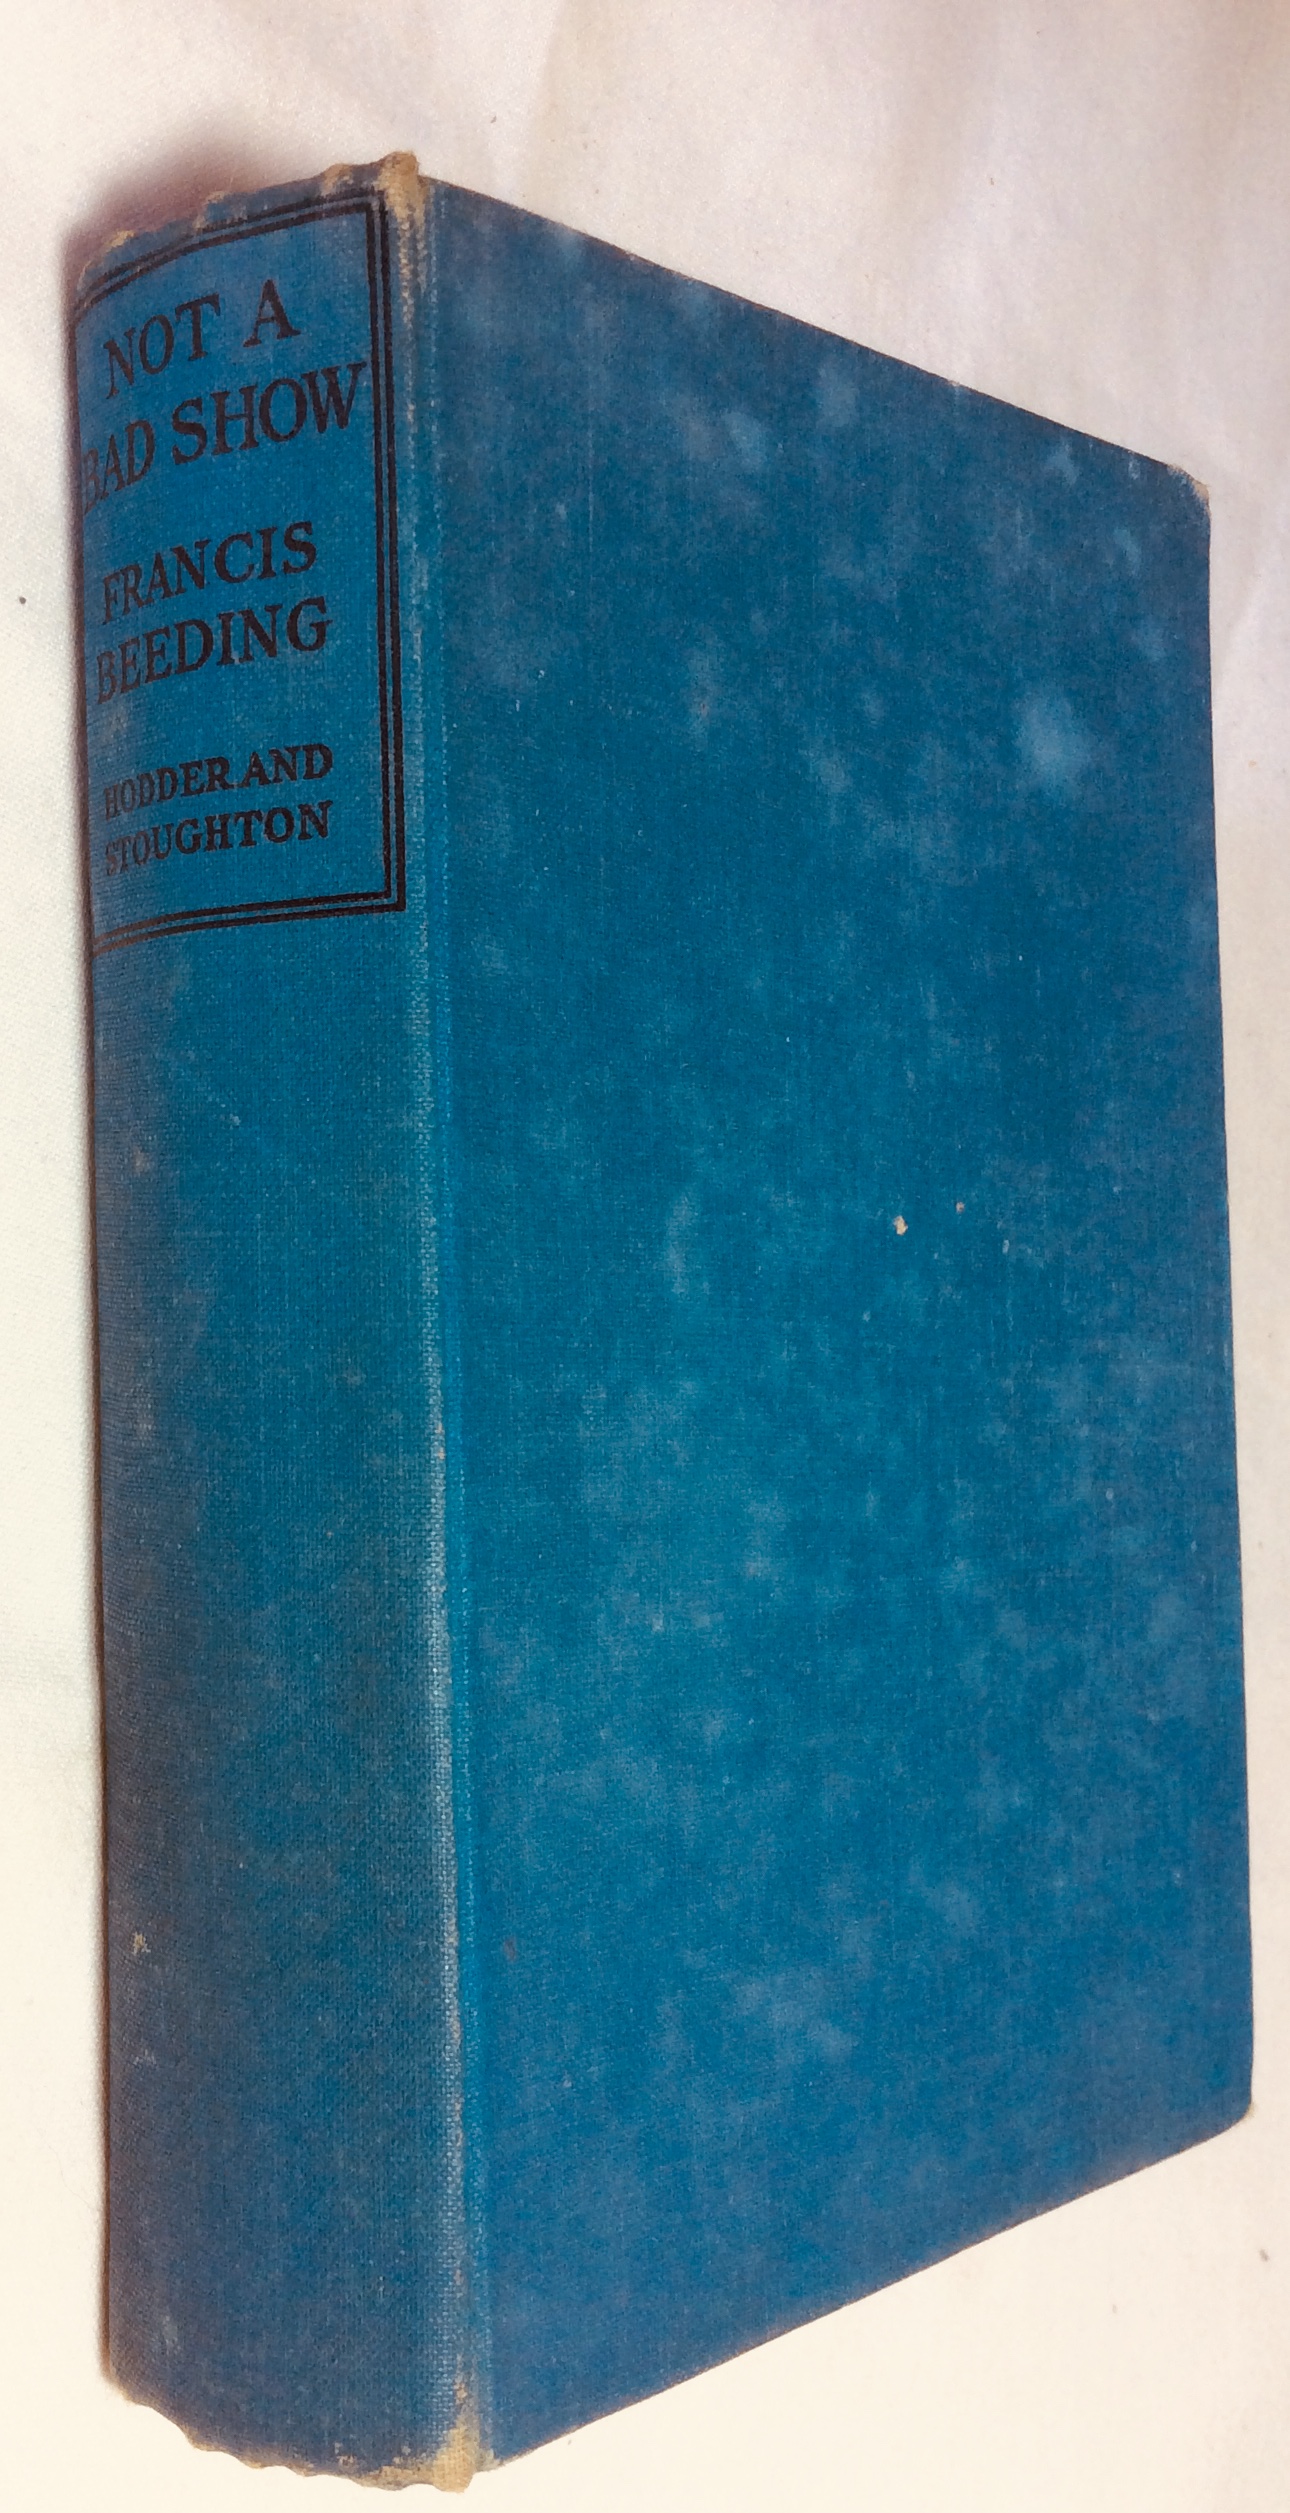 NOT A
BAD SHOW
FRANCIS
BEEDING
HODDER AND
STOUGHTON